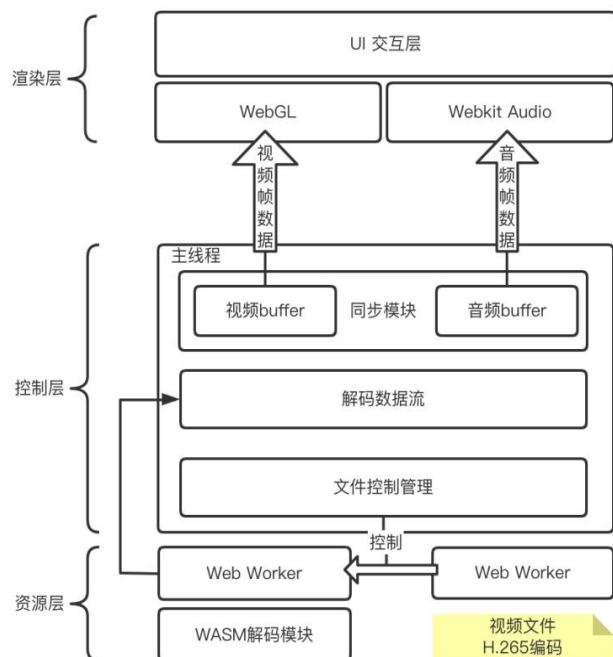 UI 交互层
渲染层
WebGL
Webkit Audio
视频帧数据
音频帧数据
主线程
视频buffer
同步模块
音频buffer
控制层
解码数据流
文件控制管理
控制
Web Worker
Web Worker
资源层
WASM解码模块
视频文件
H.265编码